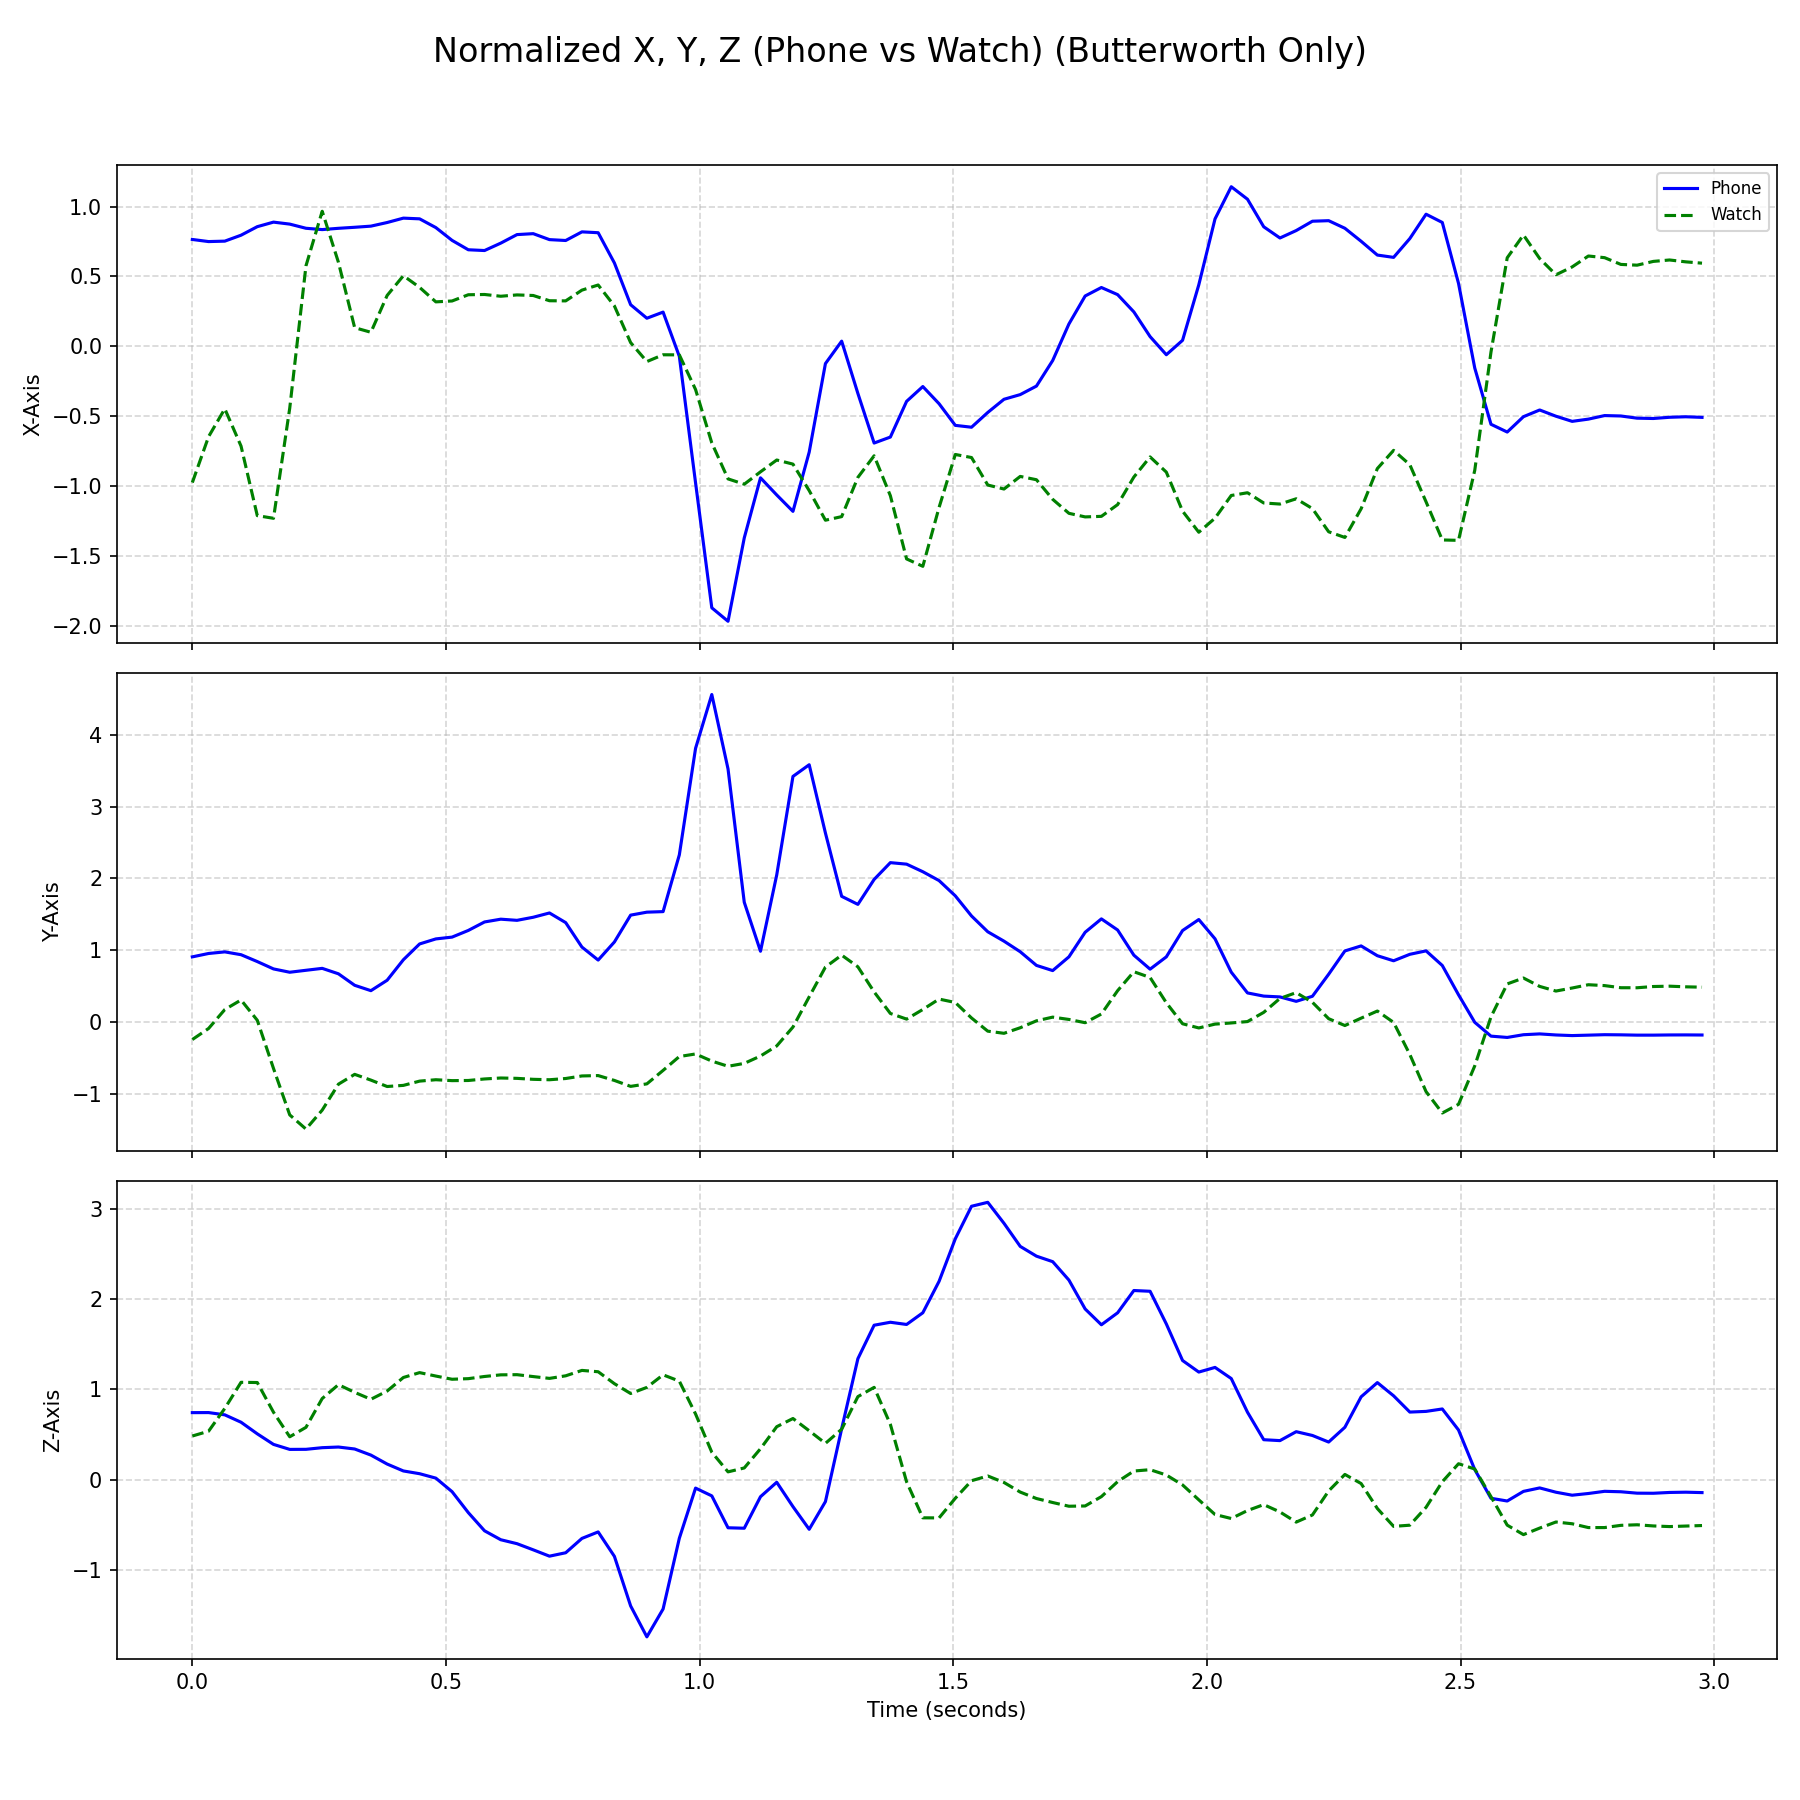 Normalized X, Y, Z (Phone vs Watch) (Butterworth Only)
Phone
Watch
X-Axis
1.0
0.5
0.0
−0.5
−1.0
−1.5
−2.0
Y-Axis
4
3
2
1
0
−1
Z-Axis
3
2
1
0
−1
0.0 0.5 1.0 1.5 2.0 2.5 3.0
Time (seconds)